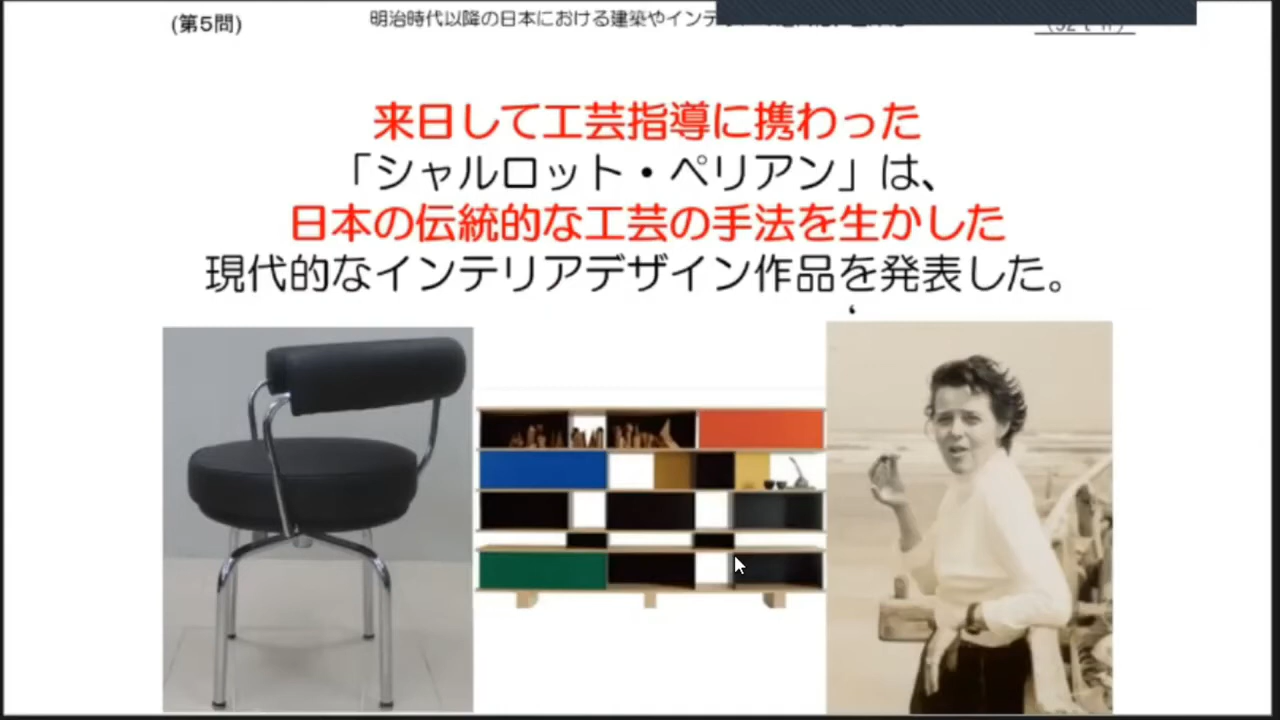 (第5問)
明治時代以降の日本における建築やインテ
来日して工芸指導に携わった
「シャルロット・ペリアン」は、
日本の伝統的な工芸の手法を生かした
現代的なインテリアデザイン作品を発表した。